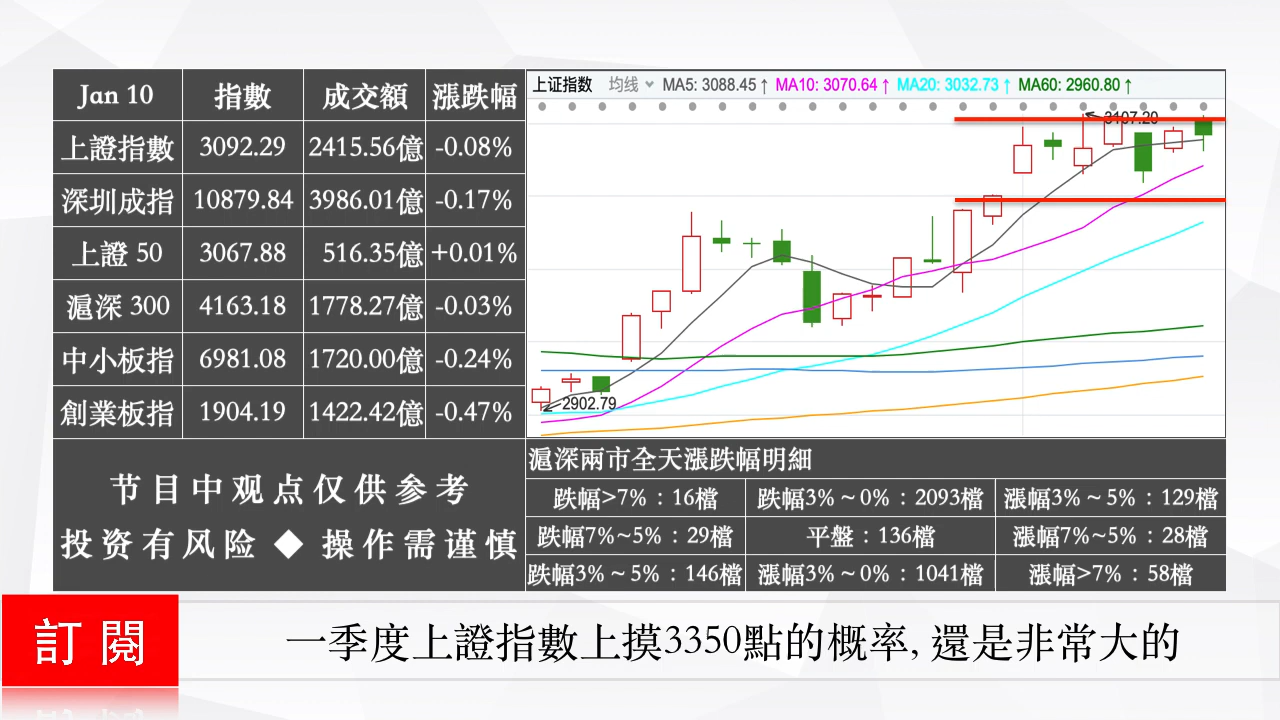 Jan 10 指數 成交額 漲跌幅
上證指數 3092.29 2415.56億 -0.08%
深圳成指 10879.84 3986.01億 -0.17%
上證 50 3067.88 516.35億 +0.01%
滬深 300 4163.18 1778.27億 -0.03%
中小板指 6981.08 1720.00億 -0.24%
創業板指 1904.19 1422.42億 -0.47%
节目中观点仅供参考
投资有风险 ◆ 操作需谨慎
上证指数 均线 MA5: 3088.45↑ MA10: 3070.64↑ MA20: 3032.73↑ MA60: 2960.80↑
3107.20
2902.79
滬深兩市全天漲跌幅明細
跌幅>7%：16檔 跌幅3%～0%：2093檔 漲幅3%～5%：129檔
跌幅7%~5%：29檔 平盤：136檔 漲幅7%~5%：28檔
跌幅3%～5%：146檔 漲幅3%～0%：1041檔 漲幅>7%：58檔
訂閱
一季度上證指數上摸3350點的概率, 還是非常大的